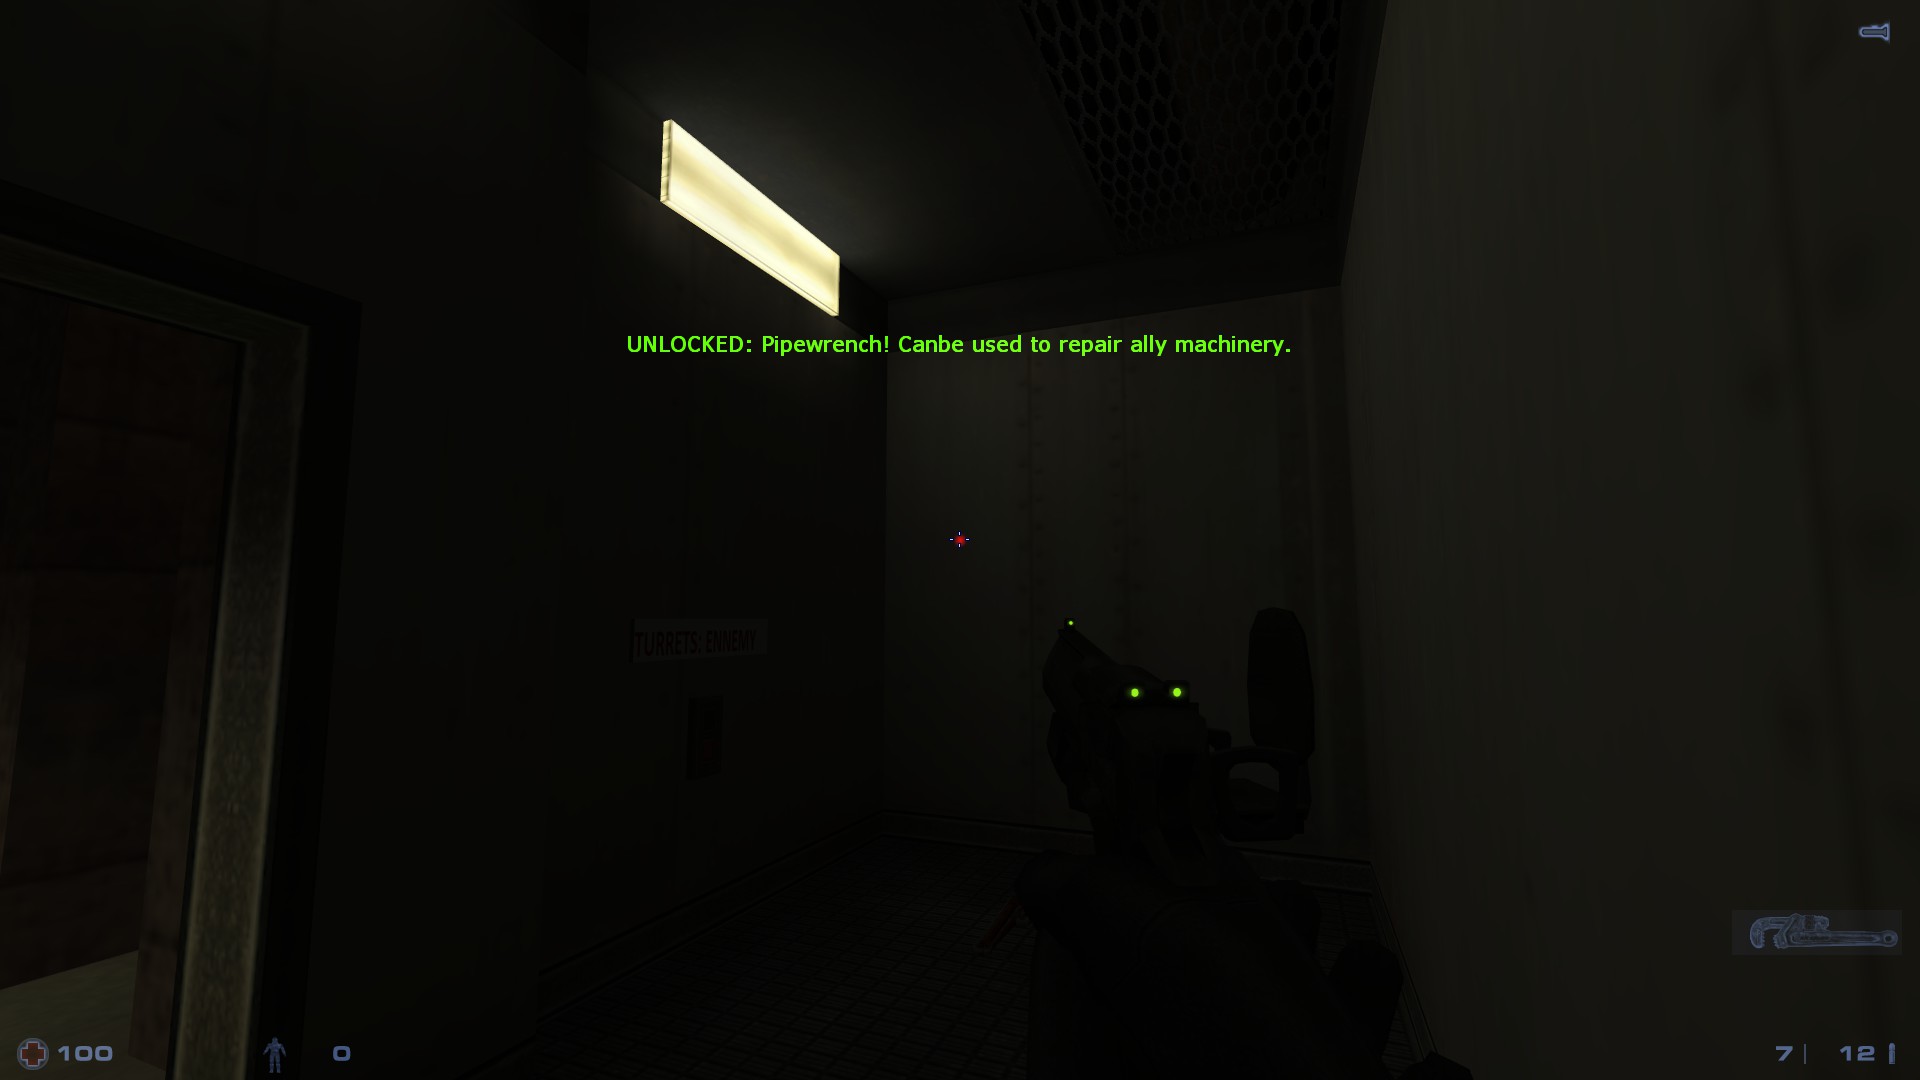 UNLOCKED: Pipewrench! Canbe used to repair ally machinery.
TURRETS: ENNEMY
100
0
7 | 12